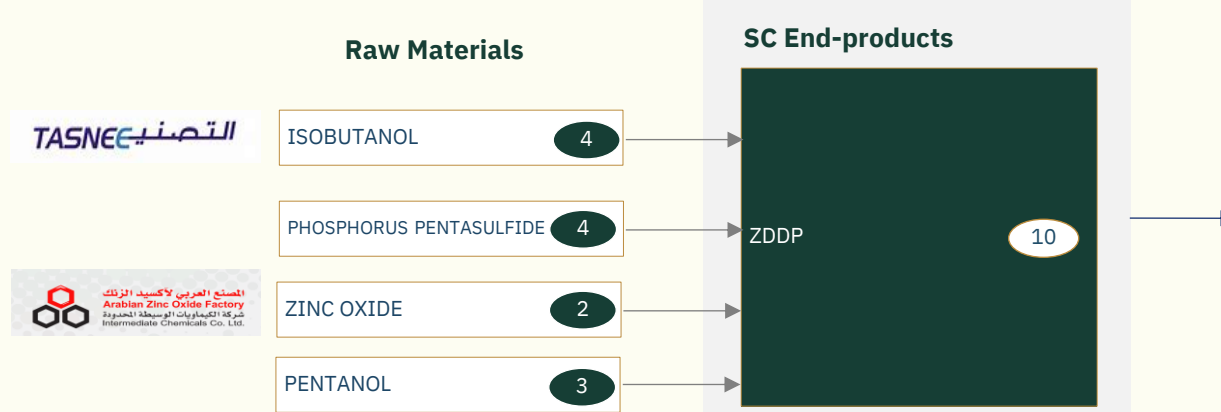 Raw Materials
SC End-products
TASNEE التصنيع
ISOBUTANOL 4
PHOSPHORUS PENTASULFIDE 4
ZDDP 10
المصنع العربي لأكسيد الزنك
Arabian Zinc Oxide Factory
شركة الكيماويات الوسيطة المحدودة
Intermediate Chemicals Co. Ltd.
ZINC OXIDE 2
PENTANOL 3